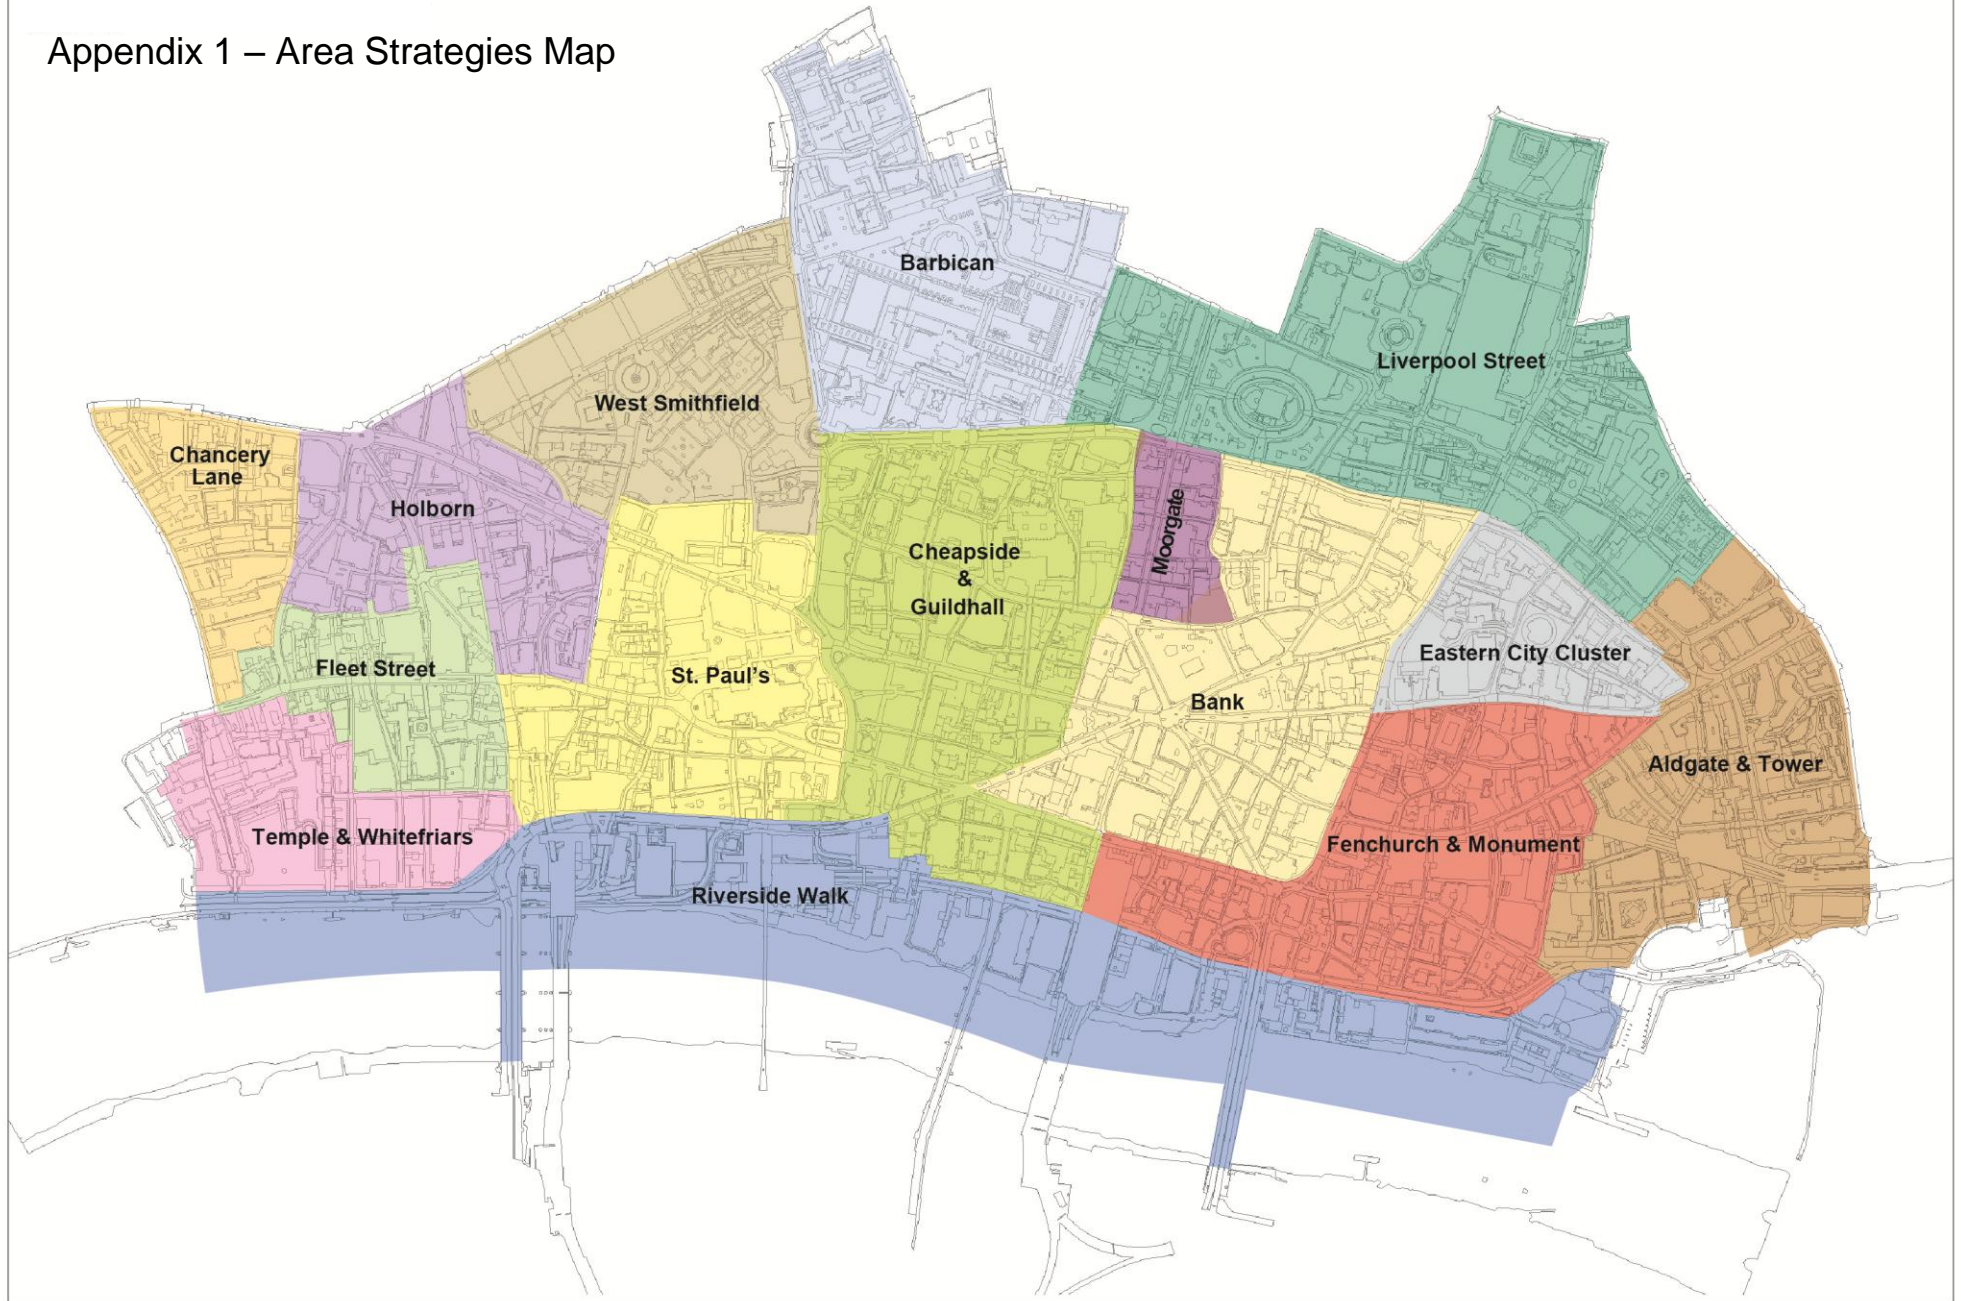 Appendix 1 – Area Strategies Map
Barbican
Liverpool Street
West Smithfield
Chancery
Lane
Holborn
Moorgate
Cheapside
&
Guildhall
Eastern City Cluster
Fleet Street
St. Paul's
Bank
Aldgate & Tower
Temple & Whitefriars
Fenchurch & Monument
Riverside Walk